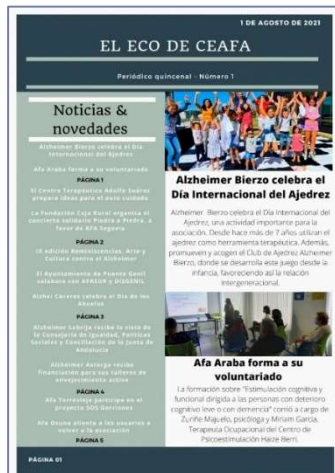 1 DE AGOSTO DE 2021
EL ECO DE CEAFA
Periódico quincenal - Número 1
Noticias &
novedades
Alzheimer Bierzo celebra el Día
Internacional del Ajedrez
Afa Araba forma a su voluntariado
PÁGINA 1
El Centro Terapéutico Adolfo Suárez
prepara ideas para el auto cuidado
La Fundación Caja Rural organiza el
concierto solidario Piedra a Piedra, a
favor de AFA Segovia
PÁGINA 2
IX edición Reminiscencias, Arte y
Cultura contra el Alzheimer
El Ayuntamiento de Puente Genil
colabora con AFAEGP y DQGENIL
Alzhei Cáceres celebra el Día de los
Abuelos
PÁGINA 3
Alzheimer Lebrija recibe la visita de
la Consejería de Igualdad, Políticas
Sociales y Conciliación de la Junta de
Andalucía
Alzheimer Astorga recibe
financiación para sus talleres de
envejecimiento activo
PÁGINA 4
Afa Torrevieja participa en el
proyecto SOS Gorriones
Afa Osuna alienta a los usuarios a
volver a la asociación
PÁGINA 5
Alzheimer Bierzo celebra el
Día Internacional del Ajedrez
Alzheimer Bierzo celebra el Día Internacional del
Ajedrez, una actividad importante para la
asociación. Desde hace más de 7 años utilizan el
ajedrez como herramienta terapéutica. Además,
promueven y acogen el Club de Ajedrez Alzheimer
Bierzo, donde se desarrolla este juego desde la
infancia, favoreciendo así la relación
intergeneracional.
Afa Araba forma a su
voluntariado
La formación sobre "Estimulación cognitiva y
funcional dirigida a las personas con deterioro
cognitivo leve o con demencia" corrió a cargo de
Zuriñe Majuelo, psicóloga y Miriam García,
Terapeuta Ocupacional del Centro de
Psicoestimulación Haize Berri.
PÁGINA 01